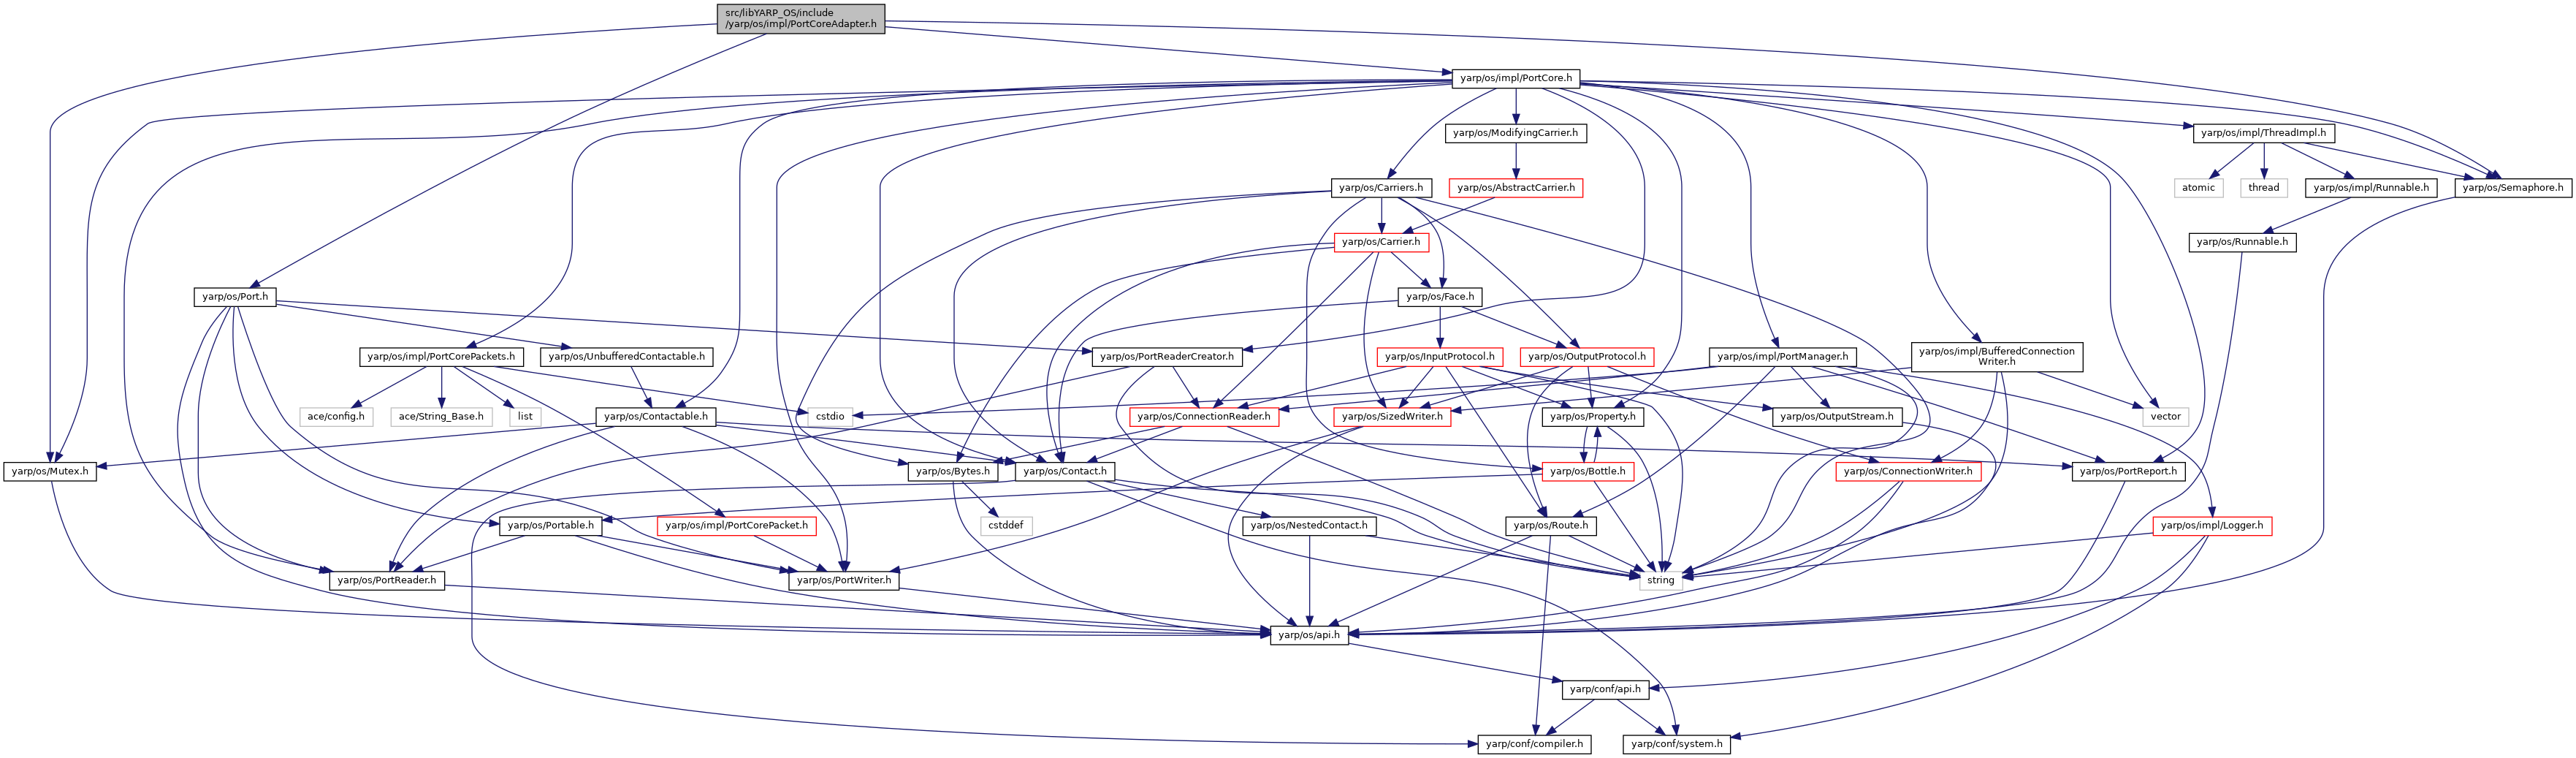 src/libYARP_OS/include
/yarp/os/impl/PortCoreAdapter.h
yarp/os/impl/PortCore.h
yarp/os/ModifyingCarrier.h
yarp/os/impl/ThreadImpl.h
yarp/os/Carriers.h
yarp/os/AbstractCarrier.h
atomic
thread
yarp/os/impl/Runnable.h
yarp/os/Semaphore.h
yarp/os/Carrier.h
yarp/os/Runnable.h
yarp/os/Port.h
yarp/os/Face.h
yarp/os/impl/PortCorePackets.h
yarp/os/UnbufferedContactable.h
yarp/os/PortReaderCreator.h
yarp/os/InputProtocol.h
yarp/os/OutputProtocol.h
yarp/os/impl/PortManager.h
yarp/os/impl/BufferedConnection
Writer.h
ace/config.h
ace/String_Base.h
list
yarp/os/Contactable.h
cstdio
yarp/os/ConnectionReader.h
yarp/os/SizedWriter.h
yarp/os/Property.h
yarp/os/OutputStream.h
vector
yarp/os/Mutex.h
yarp/os/Bytes.h
yarp/os/Contact.h
yarp/os/Bottle.h
yarp/os/ConnectionWriter.h
yarp/os/PortReport.h
yarp/os/Portable.h
yarp/os/impl/PortCorePacket.h
cstddef
yarp/os/NestedContact.h
yarp/os/Route.h
yarp/os/impl/Logger.h
yarp/os/PortReader.h
yarp/os/PortWriter.h
string
yarp/os/api.h
yarp/conf/api.h
yarp/conf/compiler.h
yarp/conf/system.h